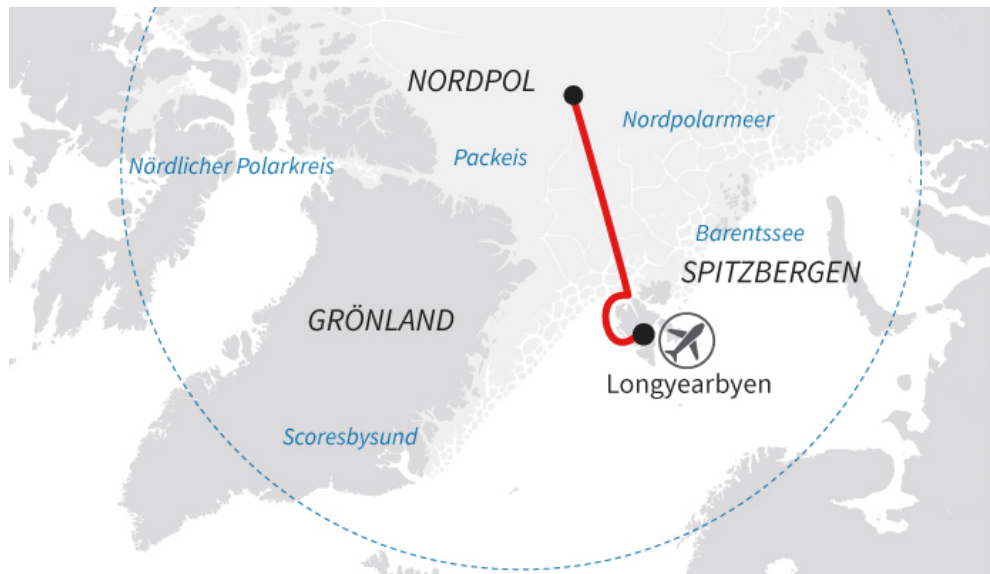 NORDPOL
Nordpolarmeer
Packeis
Nördlicher Polarkreis
Barentssee
SPITZBERGEN
GRÖNLAND
Longyearbyen
Scoresbysund